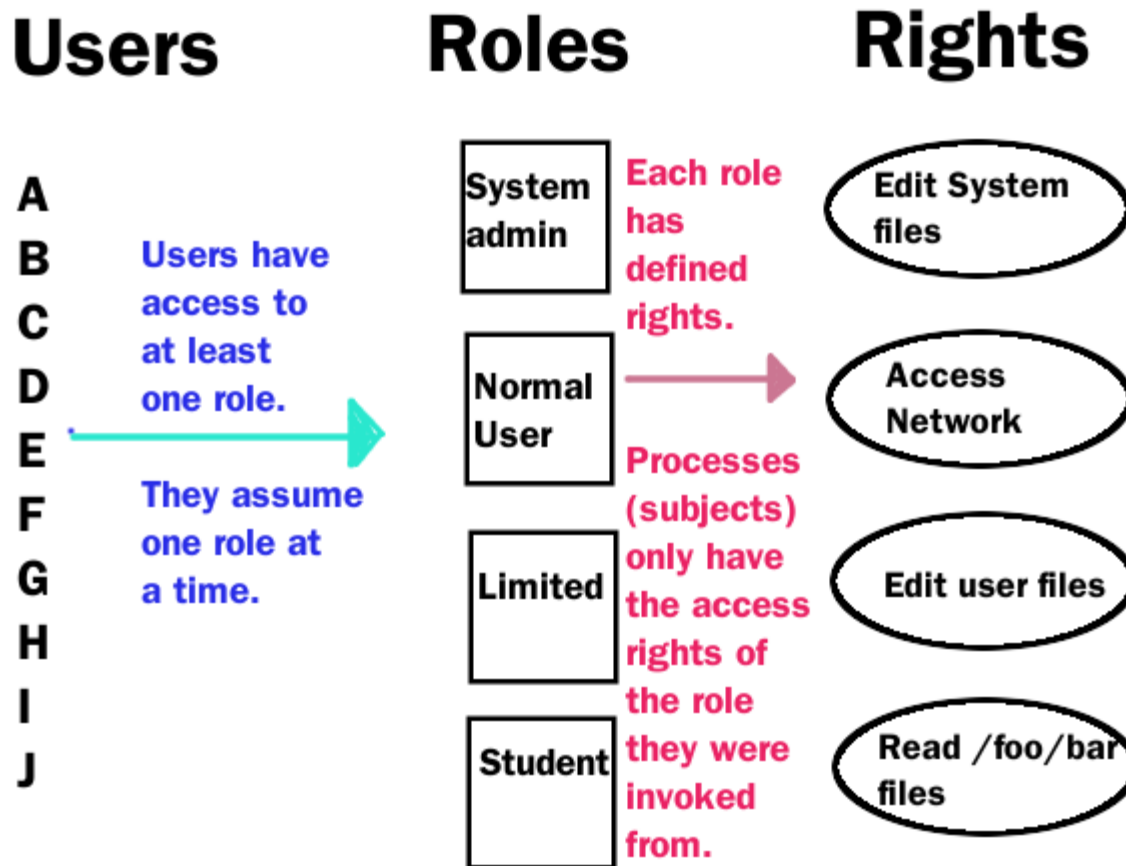 Users
Roles
Rights
A
B
C
D
E
F
G
H
I
J
Users have
access to
at least
one role.
They assume
one role at
a time.
System
admin
Normal
User
Limited
Student
Each role
has
defined
rights.
Processes
(subjects)
only have
the access
rights of
the role
they were
invoked
from.
Edit System
files
Access
Network
Edit user files
Read /foo/bar
files